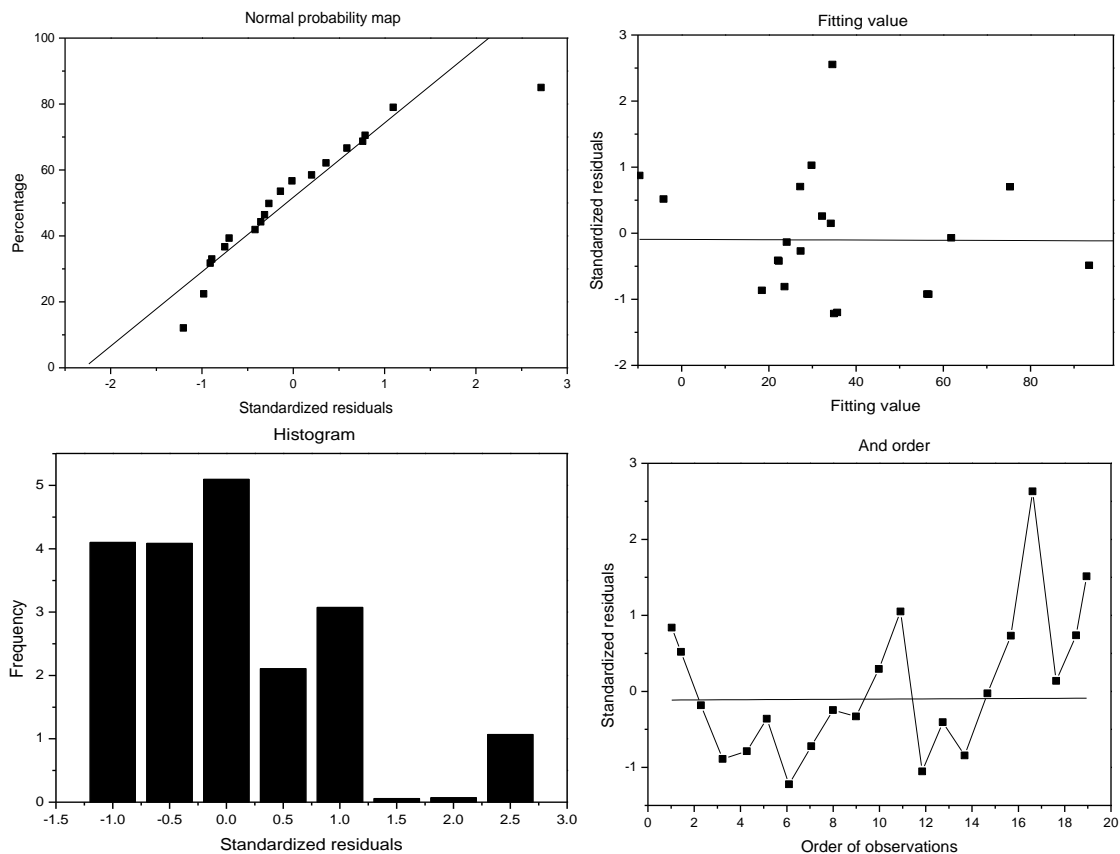 Normal probability map
100
80
60
40
20
0
-2 -1 0 1 2 3
Percentage
Standardized residuals
Fitting value
3
2
1
0
-1
-2
0 20 40 60 80
Standardized residuals
Fitting value
Histogram
5
4
3
2
1
0
-1.5 -1.0 -0.5 0.0 0.5 1.0 1.5 2.0 2.5 3.0
Frequency
Standardized residuals
And order
3
2
1
0
-1
0 2 4 6 8 10 12 14 16 18 20
Standardized residuals
Order of observations